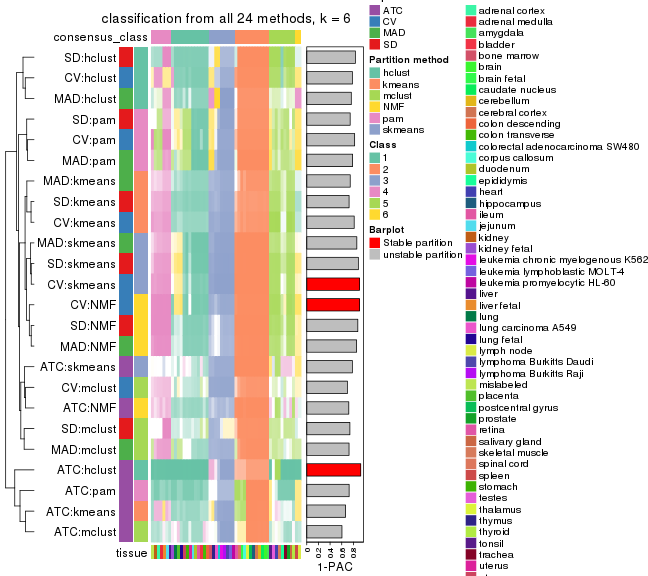 classification from all 24 methods, k = 6
consensus_class
SD:hclust
CV:hclust
MAD:hclust
SD:pam
CV:pam
MAD:pam
MAD:kmeans
SD:kmeans
CV:kmeans
MAD:skmeans
SD:skmeans
CV:skmeans
CV:NMF
SD:NMF
MAD:NMF
ATC:skmeans
CV:mclust
ATC:NMF
SD:mclust
MAD:mclust
ATC:hclust
ATC:pam
ATC:kmeans
ATC:mclust
tissue
0
0.2
0.4
0.6
0.8
1-PAC
ATC
CV
MAD
SD
Partition method
hclust
kmeans
mclust
NMF
pam
skmeans
Class
1
2
3
4
5
6
Barplot
Stable partition
unstable partition
adrenal cortex
adrenal medulla
amygdala
bladder
bone marrow
brain
brain fetal
caudate nucleus
cerebellum
cerebral cortex
colon descending
colon transverse
colorectal adenocarcinoma SW480
corpus callosum
duodenum
epididymis
heart
hippocampus
ileum
jejunum
kidney
kidney fetal
leukemia chronic myelogenous K562
leukemia lymphoblastic MOLT-4
leukemia promyelocytic HL-60
liver
liver fetal
lung
lung carcinoma A549
lung fetal
lymph node
lymphoma Burkitts Daudi
lymphoma Burkitts Raji
mislabeled
placenta
postcentral gyrus
prostate
retina
salivary gland
skeletal muscle
spinal cord
spleen
stomach
testes
thalamus
thymus
thyroid
tonsil
trachea
uterus